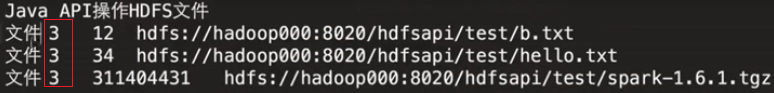 Java API操作HDFS文件
文件 3 12 hdfs://hadoop000:8020/hdfsapi/test/b.txt
文件 3 34 hdfs://hadoop000:8020/hdfsapi/test/hello.txt
文件 3 311404431 hdfs://hadoop000:8020/hdfsapi/test/spark-1.6.1.tgz